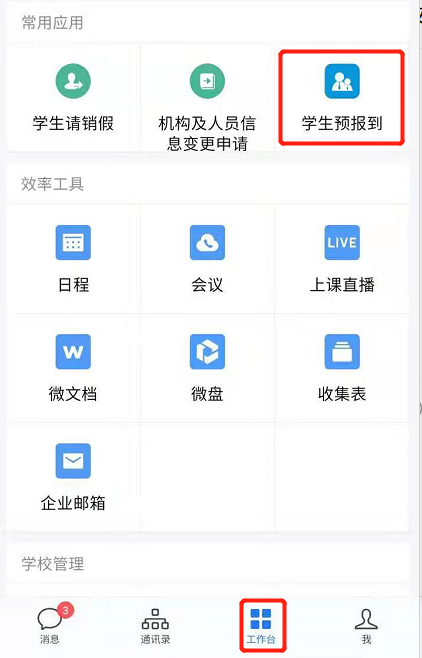 常用应用
学生请销假
机构及人员信
息变更申请
学生预报到
效率工具
日程
会议
LIVE
上课直播
W
微文档
微盘
收集表
企业邮箱
学校管理
3
消息
通讯录
工作台
我